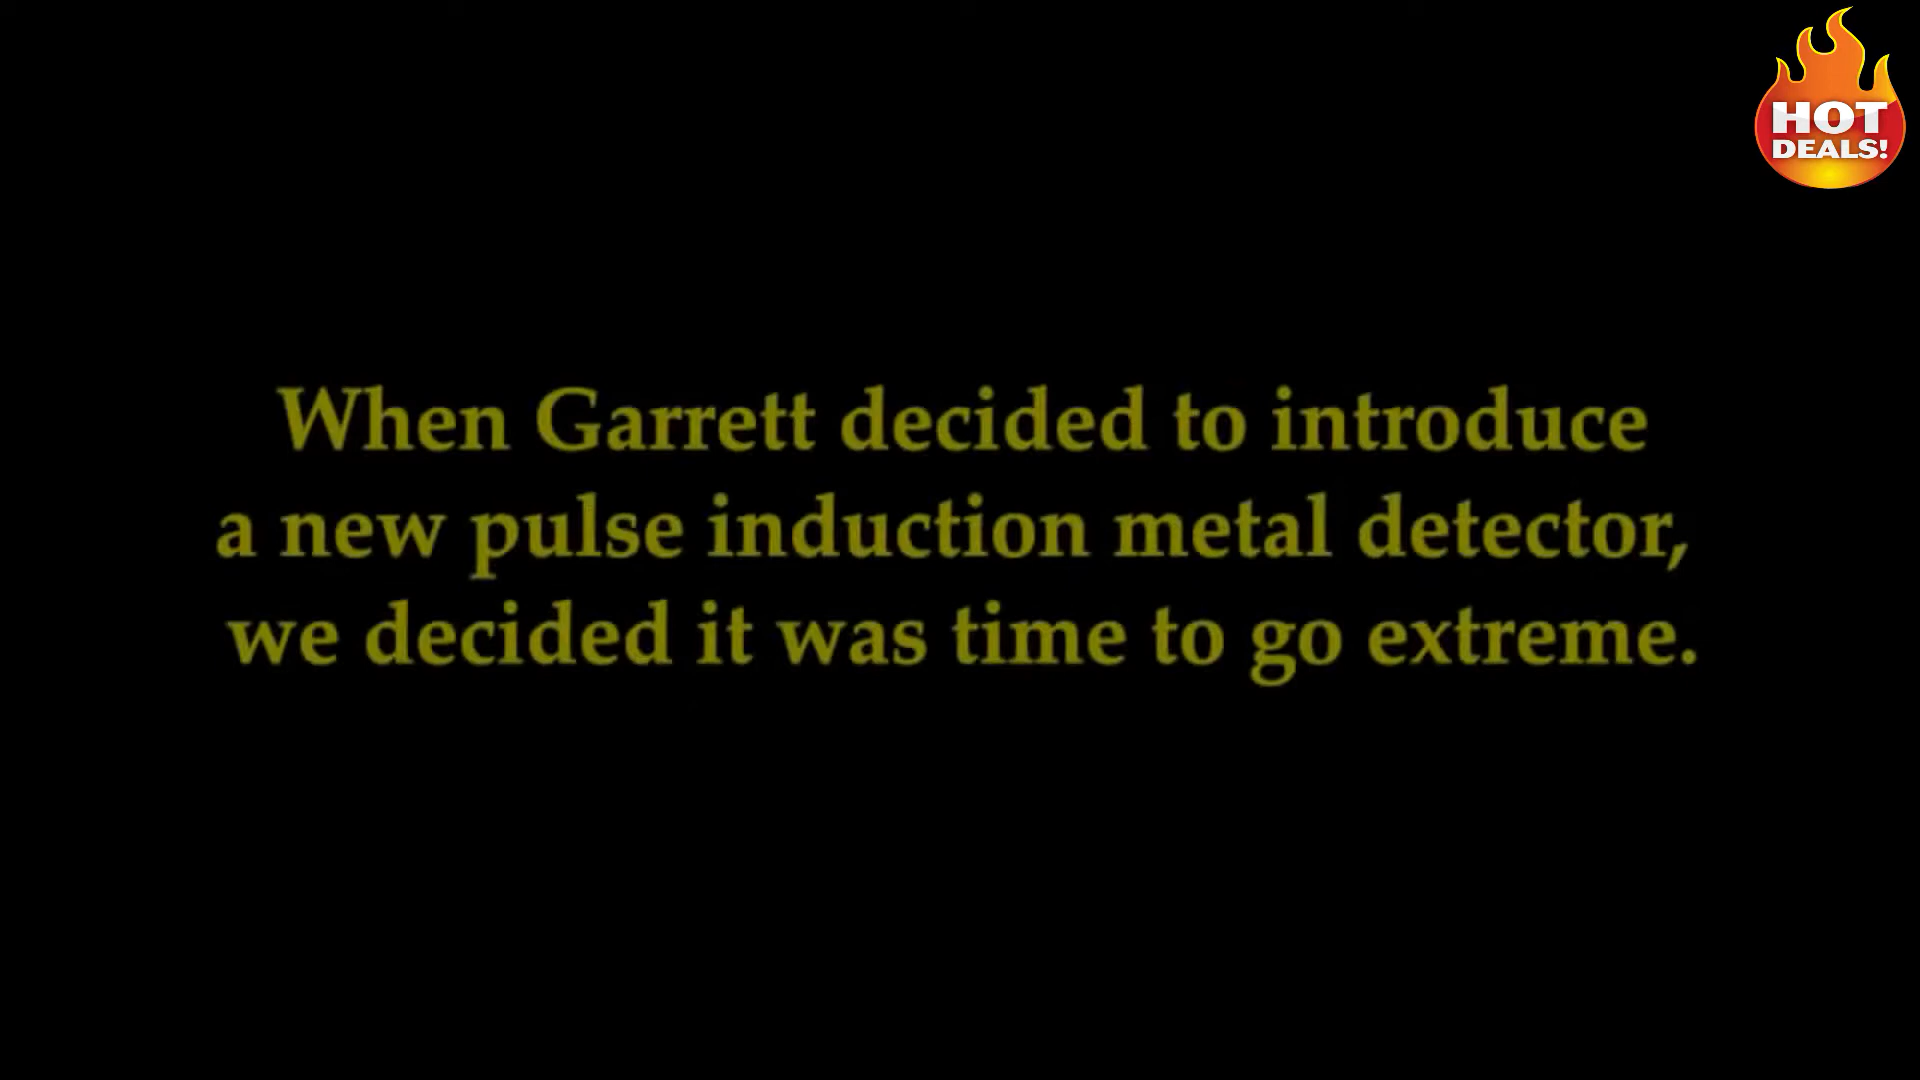 HOT
DEALS!
When Garrett decided to introduce
a new pulse induction metal detector,
we decided it was time to go extreme.